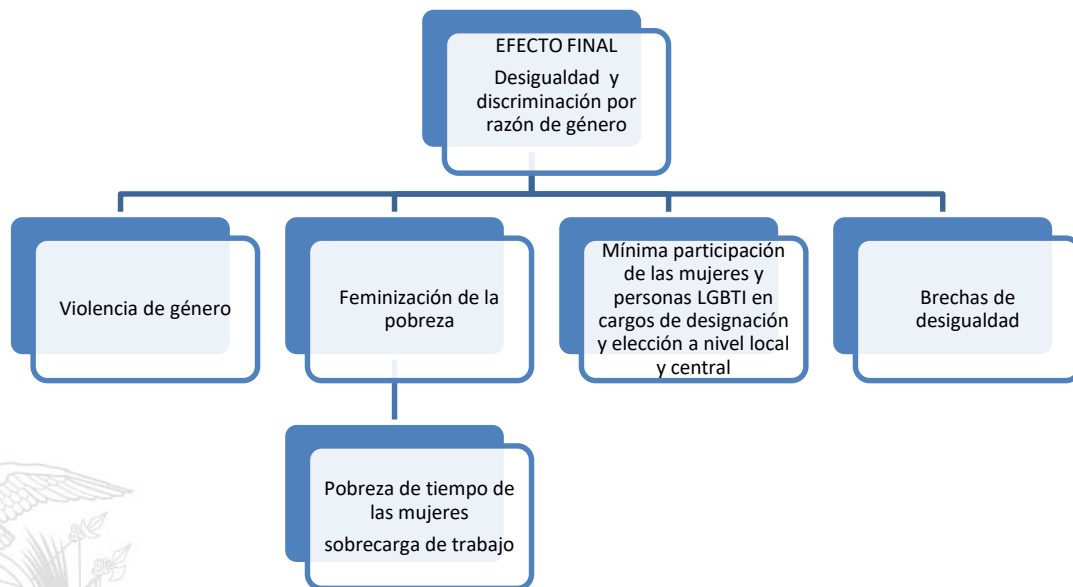 EFECTO FINAL
Desigualdad y
discriminación por
razón de género
Violencia de género
Feminización de la
pobreza
Mínima participación
de las mujeres y
personas LGBTI en
cargos de designación
y elección a nivel local
y central
Brechas de
desigualdad
Pobreza de tiempo de
las mujeres
sobrecarga de trabajo